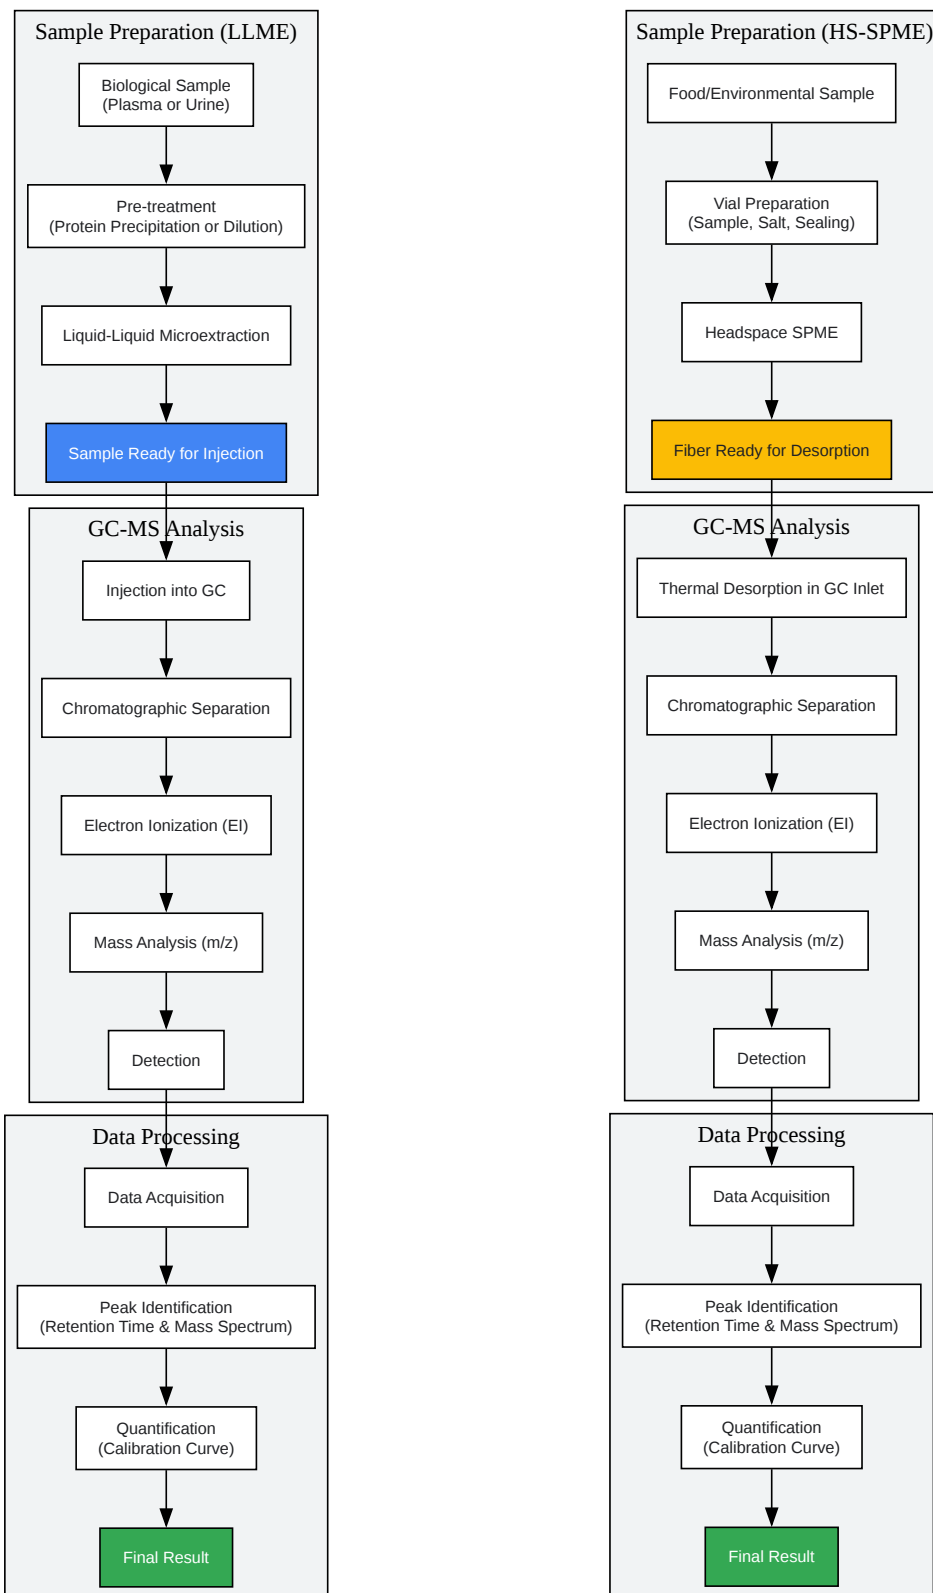 Sample Preparation (LLME)
Biological Sample
(Plasma or Urine)
Pre-treatment
(Protein Precipitation or Dilution)
Liquid-Liquid Microextraction
Sample Ready for Injection
GC-MS Analysis
Injection into GC
Chromatographic Separation
Electron Ionization (EI)
Mass Analysis (m/z)
Detection
Data Processing
Data Acquisition
Peak Identification
(Retention Time & Mass Spectrum)
Quantification
(Calibration Curve)
Final Result
Sample Preparation (HS-SPME)
Food/Environmental Sample
Vial Preparation
(Sample, Salt, Sealing)
Headspace SPME
Fiber Ready for Desorption
GC-MS Analysis
Thermal Desorption in GC Inlet
Chromatographic Separation
Electron Ionization (EI)
Mass Analysis (m/z)
Detection
Data Processing
Data Acquisition
Peak Identification
(Retention Time & Mass Spectrum)
Quantification
(Calibration Curve)
Final Result